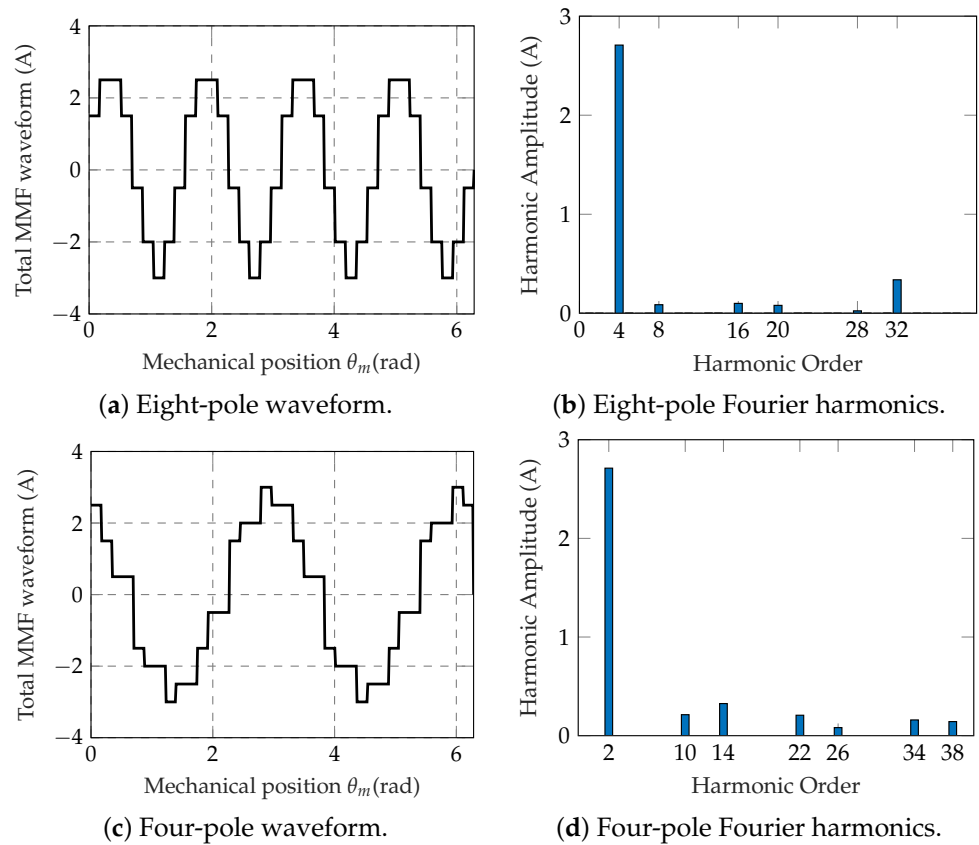 Total MMF waveform (A)
4
2
0
−2
−4
0 2 4 6
Mechanical position θm(rad)
(a) Eight-pole waveform.
Harmonic Amplitude (A)
3
2
1
0
0 4 8 16 20 28 32
Harmonic Order
(b) Eight-pole Fourier harmonics.
Total MMF waveform (A)
4
2
0
−2
−4
0 2 4 6
Mechanical position θm(rad)
(c) Four-pole waveform.
Harmonic Amplitude (A)
3
2
1
0
2 10 14 22 26 34 38
Harmonic Order
(d) Four-pole Fourier harmonics.